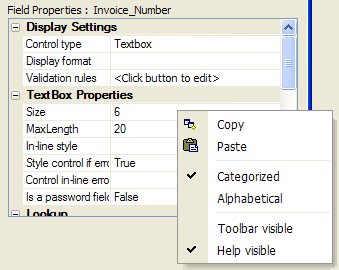 Field Properties : Invoice_Number
Display Settings
Control type Textbox
Display format
Validation rules <Click button to edit>
TextBox Properties
Size 6
MaxLength 20
In-line style
Style control if erro True
Control in-line erro
Is a password field False
Lookup
Copy
Paste
Categorized
Alphabetical
Toolbar visible
Help visible